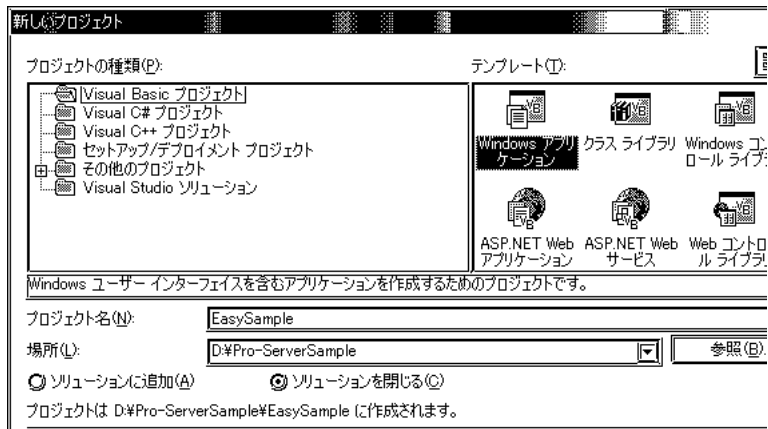 新しいプロジェクト
プロジェクトの種類(P):
Visual Basic プロジェクト
Visual C# プロジェクト
Visual C++ プロジェクト
セットアップ/デプロイメント プロジェクト
その他のプロジェクト
Visual Studio ソリューション
テンプレート(T):
Windows アプリ
ケーション
クラス ライブラリ
Windows コン
ロール ライブラ
ASP.NET Web
アプリケーション
ASP.NET Web
サービス
Web コントロ
ル ライブラリ
Windows ユーザー インターフェイスを含むアプリケーションを作成するためのプロジェクトです。
プロジェクト名(N):
EasySample
場所(L):
D:¥Pro-ServerSample
参照(B).
ソリューションに追加(A)
ソリューションを閉じる(C)
プロジェクトは D:¥Pro-ServerSample¥EasySample に作成されます。